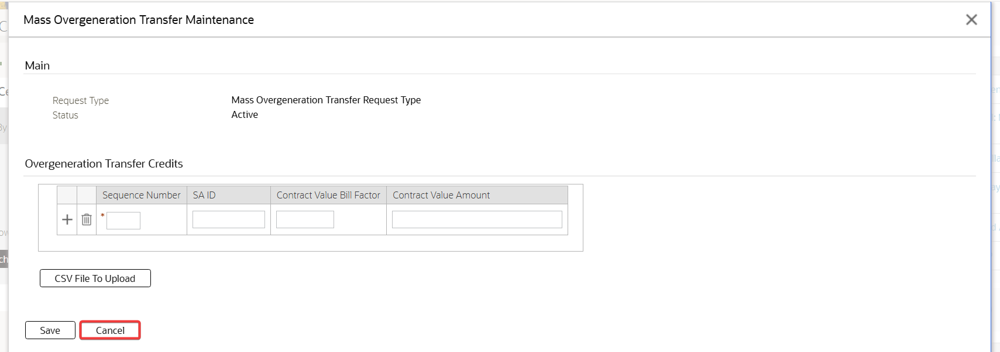 Mass Overgeneration Transfer Maintenance
Main
Request Type Mass Overgeneration Transfer Request Type
Status Active
Overgeneration Transfer Credits
Sequence Number SA ID Contract Value Bill Factor Contract Value Amount
*
CSV File To Upload
Save Cancel